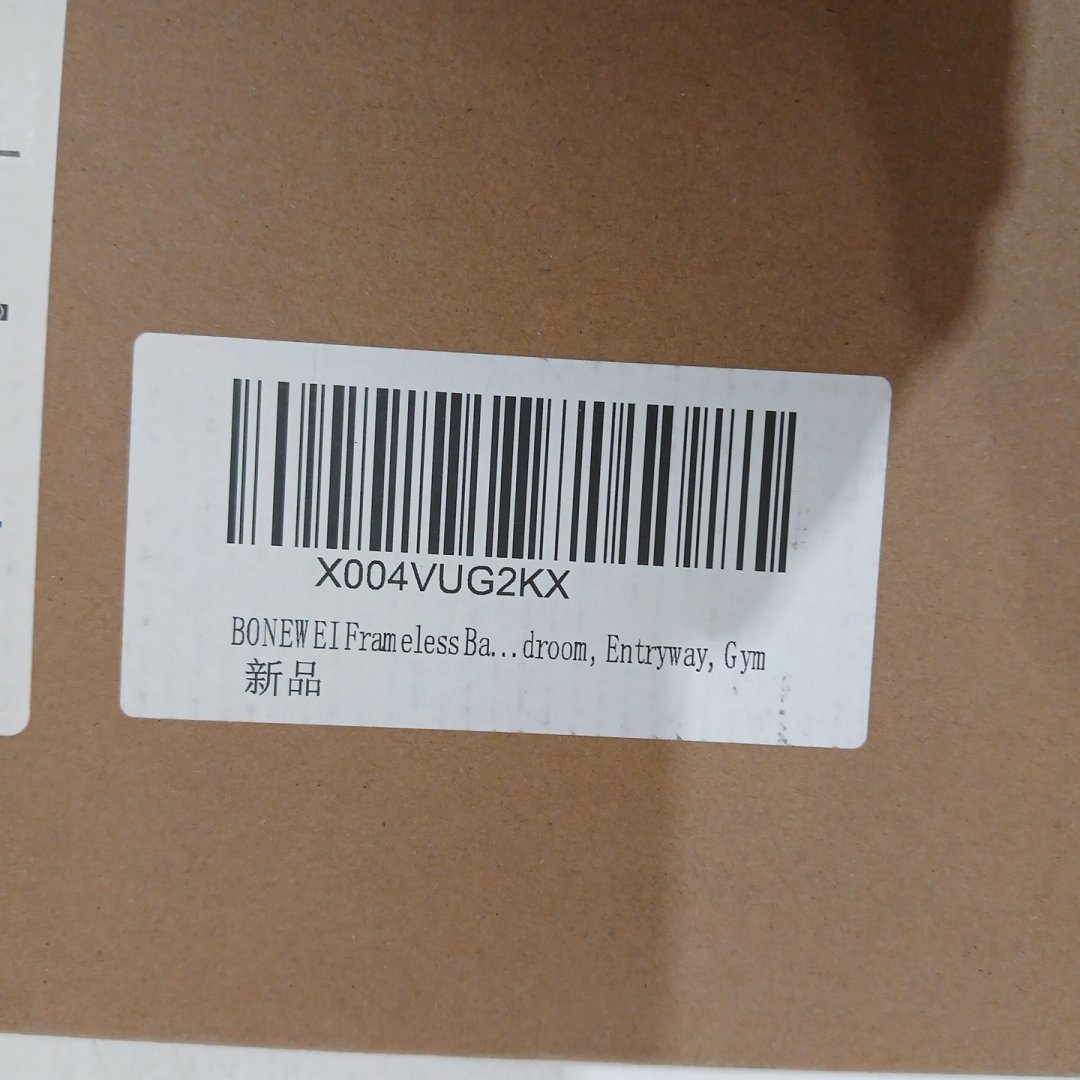 X004VUG2KX
BONEWEI Frameless Ba...droom, Entryway, Gym
新品